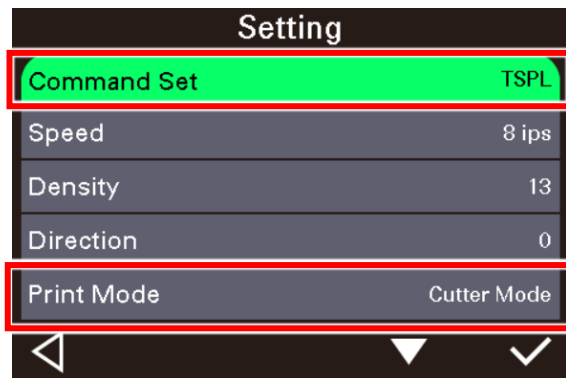 Setting
Command Set TSPL
Speed 8 ips
Density 13
Direction 0
Print Mode Cutter Mode